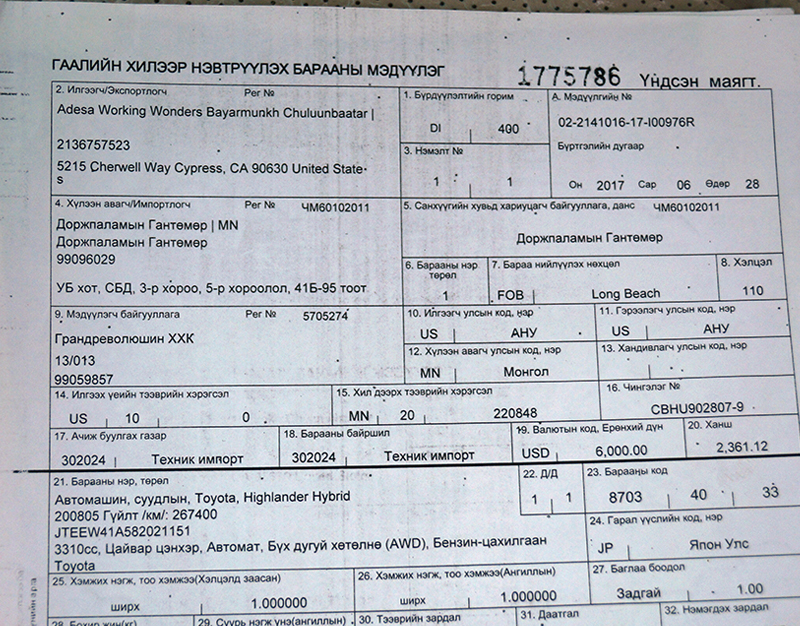 ГААЛИЙН ХИЛЭЭР НЭВТРҮҮЛЭХ БАРААНЫ МЭДҮҮЛЭГ
1775786 Үндсэн маягт.
2. Илгээгч/Экспортлогч Рег №
Adesa Working Wonders Bayarmunkh Chuluunbaatar |
2136757523
5215 Cherwell Way Cypress, CA 90630 United State
s
1. Бүрдүүлэлтийн горим
DI 400
А. Мэдүүлгийн №
02-2141016-17-I00976R
Бүртгэлийн дугаар
3. Нэмэлт №
1 1
Он 2017 Сар 06 Өдөр 28
4. Хүлээн авагч/Импортлогч Рег № ЧМ60102011
Доржпаламын Гантөмөр | MN
Доржпаламын Гантөмөр
99096029
УБ хот, СБД, 3-р хороо, 5-р хороолол, 41Б-95 тоот
5. Санхүүгийн хувьд хариуцагч байгууллага, данс ЧМ60102011
Доржпаламын Гантөмөр
6. Барааны нэр төрөл
1
7. Бараа нийлүүлэх нөхцөл
FOB Long Beach
8. Хэлцэл
110
9. Мэдүүлэгч байгууллага Рег № 5705274
Грандреволюшин ХХК
13/013
99059857
10. Илгээгч улсын код, нэр
US АНУ
11. Гэрээлэгч улсын код, нэр
US АНУ
12. Хүлээн авагч улсын код, нэр
MN Монгол
13. Хандивлагч улсын код, нэр
14. Илгээх үеийн тээврийн хэрэгсэл
US 10 0
15. Хил дээрх тээврийн хэрэгсэл
MN 20 220848
16. Чингэлэг №
CBHU902807-9
17. Ачиж буулгах газар
302024 Техник импорт
18. Барааны байршил
302024 Техник импорт
19. Валютын код, Ерөнхий дүн
USD 6,000.00
20. Ханш
2,361.12
21. Барааны нэр, төрөл
Автомашин, суудлын, Toyota, Highlander Hybrid
200805 Гүйлт /км/: 267400
JTEEW41A582021151
3310cc, Цайвар цэнхэр, Автомат, Бүх дугуй хөтөлнө (AWD), Бензин-цахилгаан
Toyota
22. Д/Д
1 1
23. Барааны код
8703 40 33
24. Гарал үүслийн код, нэр
JP Япон Улс
25. Хэмжих нэгж, тоо хэмжээ(Хэлцэлд заасан)
ширх 1.000000
26. Хэмжих нэгж, тоо хэмжээ(Ангиллын)
ширх 1.000000
27. Баглаа боодол
Задгай 1.00
28. Бохир жин(кг)
29. Суурь нэгж үнэ(ангиллын)
30. Тээврийн зардал
31. Даатгал
32. Нэмэгдэх зардал